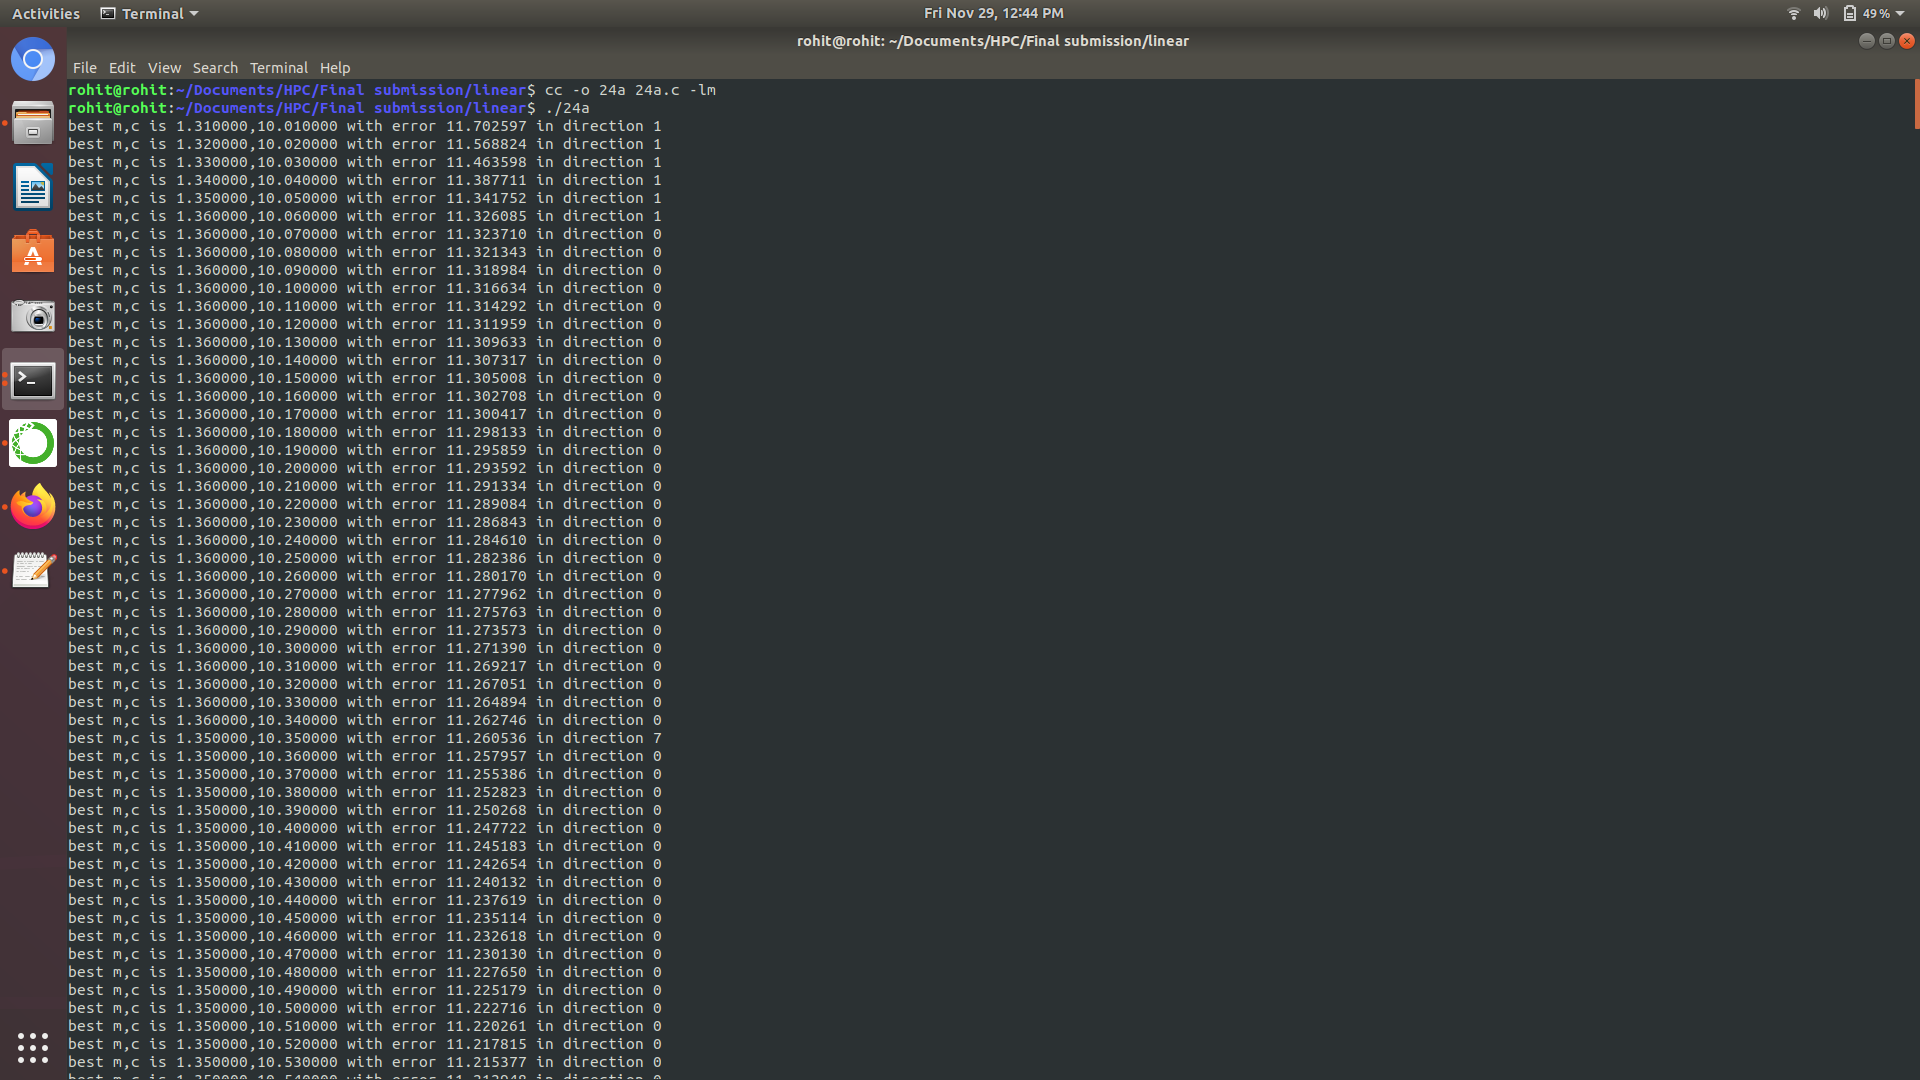 Activities Terminal Fri Nov 29, 12:44 PM 49%
rohit@rohit: ~/Documents/HPC/Final submission/linear
File Edit View Search Terminal Help
rohit@rohit:~/Documents/HPC/Final submission/linear$ cc -o 24a 24a.c -lm
rohit@rohit:~/Documents/HPC/Final submission/linear$ ./24a
best m,c is 1.310000,10.010000 with error 11.702597 in direction 1
best m,c is 1.320000,10.020000 with error 11.568824 in direction 1
best m,c is 1.330000,10.030000 with error 11.463598 in direction 1
best m,c is 1.340000,10.040000 with error 11.387711 in direction 1
best m,c is 1.350000,10.050000 with error 11.341752 in direction 1
best m,c is 1.360000,10.060000 with error 11.326085 in direction 1
best m,c is 1.360000,10.070000 with error 11.323710 in direction 0
best m,c is 1.360000,10.080000 with error 11.321343 in direction 0
best m,c is 1.360000,10.090000 with error 11.318984 in direction 0
best m,c is 1.360000,10.100000 with error 11.316634 in direction 0
best m,c is 1.360000,10.110000 with error 11.314292 in direction 0
best m,c is 1.360000,10.120000 with error 11.311959 in direction 0
best m,c is 1.360000,10.130000 with error 11.309633 in direction 0
best m,c is 1.360000,10.140000 with error 11.307317 in direction 0
best m,c is 1.360000,10.150000 with error 11.305008 in direction 0
best m,c is 1.360000,10.160000 with error 11.302708 in direction 0
best m,c is 1.360000,10.170000 with error 11.300417 in direction 0
best m,c is 1.360000,10.180000 with error 11.298133 in direction 0
best m,c is 1.360000,10.190000 with error 11.295859 in direction 0
best m,c is 1.360000,10.200000 with error 11.293592 in direction 0
best m,c is 1.360000,10.210000 with error 11.291334 in direction 0
best m,c is 1.360000,10.220000 with error 11.289084 in direction 0
best m,c is 1.360000,10.230000 with error 11.286843 in direction 0
best m,c is 1.360000,10.240000 with error 11.284610 in direction 0
best m,c is 1.360000,10.250000 with error 11.282386 in direction 0
best m,c is 1.360000,10.260000 with error 11.280170 in direction 0
best m,c is 1.360000,10.270000 with error 11.277962 in direction 0
best m,c is 1.360000,10.280000 with error 11.275763 in direction 0
best m,c is 1.360000,10.290000 with error 11.273573 in direction 0
best m,c is 1.360000,10.300000 with error 11.271390 in direction 0
best m,c is 1.360000,10.310000 with error 11.269217 in direction 0
best m,c is 1.360000,10.320000 with error 11.267051 in direction 0
best m,c is 1.360000,10.330000 with error 11.264894 in direction 0
best m,c is 1.360000,10.340000 with error 11.262746 in direction 0
best m,c is 1.350000,10.350000 with error 11.260536 in direction 7
best m,c is 1.350000,10.360000 with error 11.257957 in direction 0
best m,c is 1.350000,10.370000 with error 11.255386 in direction 0
best m,c is 1.350000,10.380000 with error 11.252823 in direction 0
best m,c is 1.350000,10.390000 with error 11.250268 in direction 0
best m,c is 1.350000,10.400000 with error 11.247722 in direction 0
best m,c is 1.350000,10.410000 with error 11.245183 in direction 0
best m,c is 1.350000,10.420000 with error 11.242654 in direction 0
best m,c is 1.350000,10.430000 with error 11.240132 in direction 0
best m,c is 1.350000,10.440000 with error 11.237619 in direction 0
best m,c is 1.350000,10.450000 with error 11.235114 in direction 0
best m,c is 1.350000,10.460000 with error 11.232618 in direction 0
best m,c is 1.350000,10.470000 with error 11.230130 in direction 0
best m,c is 1.350000,10.480000 with error 11.227650 in direction 0
best m,c is 1.350000,10.490000 with error 11.225179 in direction 0
best m,c is 1.350000,10.500000 with error 11.222716 in direction 0
best m,c is 1.350000,10.510000 with error 11.220261 in direction 0
best m,c is 1.350000,10.520000 with error 11.217815 in direction 0
best m,c is 1.350000,10.530000 with error 11.215377 in direction 0